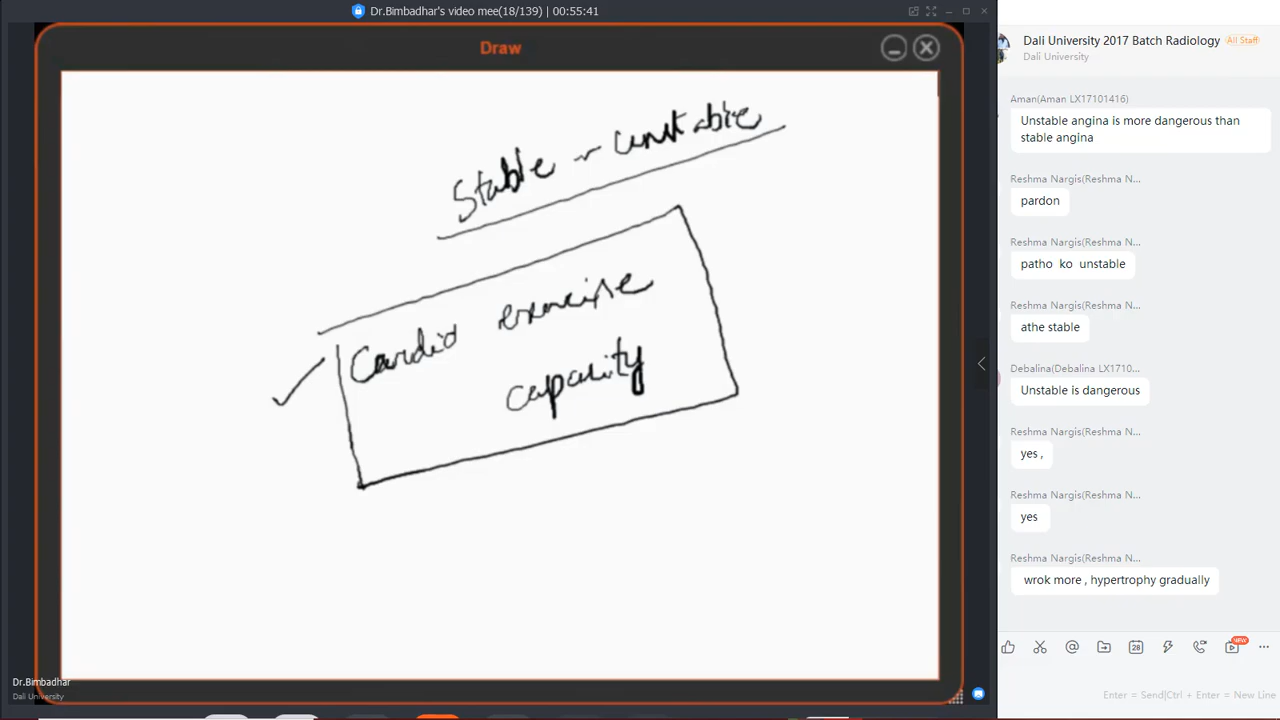 Dr.Bimbadhar's video mee(18/139) | 00:55:41
Draw
Stable - unstable
Cardio exercise
capacity
Dr.Bimbadhar
Dali University
Dali University 2017 Batch Radiology All Staff
Dali University
Aman(Aman LX17101416)
Unstable angina is more dangerous than
stable angina
Reshma Nargis(Reshma N...
pardon
Reshma Nargis(Reshma N...
patho ko unstable
Reshma Nargis(Reshma N...
athe stable
Debalina(Debalina LX1710...
Unstable is dangerous
Reshma Nargis(Reshma N...
yes ,
Reshma Nargis(Reshma N...
yes
Reshma Nargis(Reshma N...
wrok more , hypertrophy gradually
28
NEW
Enter = Send|Ctrl + Enter = New Line